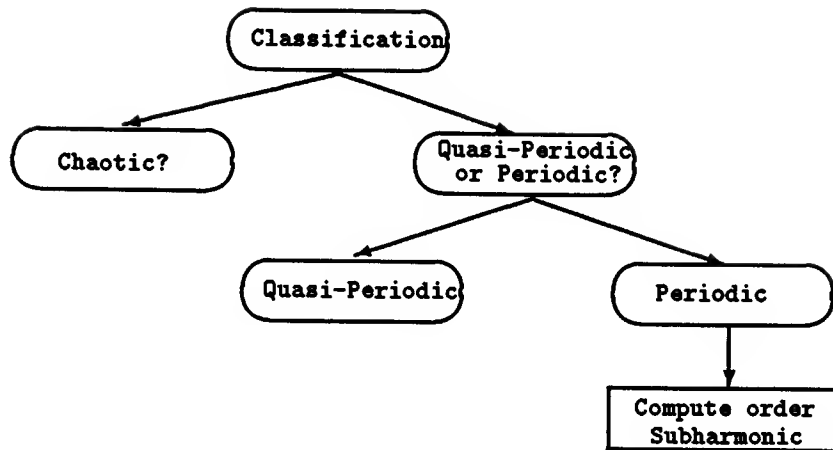 Classification
Chaotic?
Quasi-Periodic
or Periodic?
Quasi-Periodic
Periodic
Compute order
Subharmonic